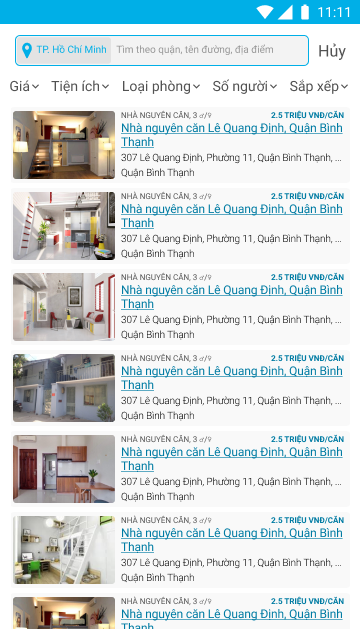 11:11
TP. Hồ Chí Minh Tìm theo quận, tên đường, địa điểm Hủy
Giá Tiện ích Loại phòng Số người Sắp xếp
NHÀ NGUYÊN CĂN, 3 ♂/♀ 2.5 TRIỆU VNĐ/CĂN
Nhà nguyên căn Lê Quang Định, Quận Bình
Thạnh
307 Lê Quang Định, Phường 11, Quận Bình Thạnh, ...
Quận Bình Thạnh
NHÀ NGUYÊN CĂN, 3 ♂/♀ 2.5 TRIỆU VNĐ/CĂN
Nhà nguyên căn Lê Quang Định, Quận Bình
Thạnh
307 Lê Quang Định, Phường 11, Quận Bình Thạnh, ...
Quận Bình Thạnh
NHÀ NGUYÊN CĂN, 3 ♂/♀ 2.5 TRIỆU VNĐ/CĂN
Nhà nguyên căn Lê Quang Định, Quận Bình
Thạnh
307 Lê Quang Định, Phường 11, Quận Bình Thạnh, ...
Quận Bình Thạnh
NHÀ NGUYÊN CĂN, 3 ♂/♀ 2.5 TRIỆU VNĐ/CĂN
Nhà nguyên căn Lê Quang Định, Quận Bình
Thạnh
307 Lê Quang Định, Phường 11, Quận Bình Thạnh, ...
Quận Bình Thạnh
NHÀ NGUYÊN CĂN, 3 ♂/♀ 2.5 TRIỆU VNĐ/CĂN
Nhà nguyên căn Lê Quang Định, Quận Bình
Thạnh
307 Lê Quang Định, Phường 11, Quận Bình Thạnh, ...
Quận Bình Thạnh
NHÀ NGUYÊN CĂN, 3 ♂/♀ 2.5 TRIỆU VNĐ/CĂN
Nhà nguyên căn Lê Quang Định, Quận Bình
Thạnh
307 Lê Quang Định, Phường 11, Quận Bình Thạnh, ...
Quận Bình Thạnh
NHÀ NGUYÊN CĂN, 3 ♂/♀ 2.5 TRIỆU VNĐ/CĂN
Nhà nguyên căn Lê Quang Định, Quận Bình
Thạnh